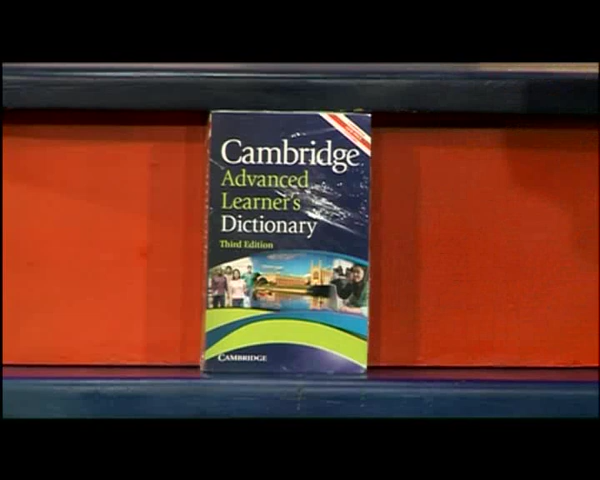 Cambridge
Advanced
Learner's
Dictionary
Third Edition
CAMBRIDGE